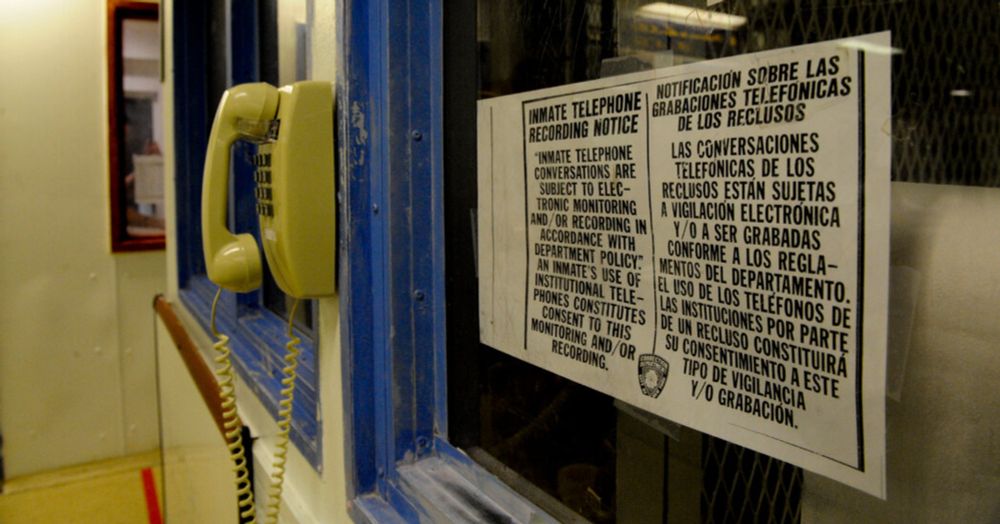 INMATE TELEPHONE
RECORDING NOTICE
"INMATE TELEPHONE
CONVERSATIONS ARE
SUBJECT TO ELEC-
TRONIC MONITORING
AND/OR RECORDING IN
ACCORDANCE WITH
DEPARTMENT POLICY."
AN INMATE'S USE OF
INSTITUTIONAL TELE-
PHONES CONSTITUTES
CONSENT TO THIS
MONITORING AND/OR
RECORDING.
NOTIFICACIÓN SOBRE LAS
GRABACIONES TELEFÓNICAS
DE LOS RECLUSOS
LAS CONVERSACIONES
TELEFONICAS DE LOS
RECLUSOS ESTÁN SUJETAS
A VIGILACIÓN ELECTRÓNICA
Y/O A SER GRABADAS
CONFORME A LOS REGLA-
MENTOS DEL DEPARTAMENTO.
EL USO DE LOS TELÉFONOS DE
LAS INSTITUCIONES POR PARTE
DE UN RECLUSO CONSTITUIRÁ
SU CONSENTIMIENTO A ESTE
TIPO DE VIGILANCIA
Y/O GRABACIÓN.